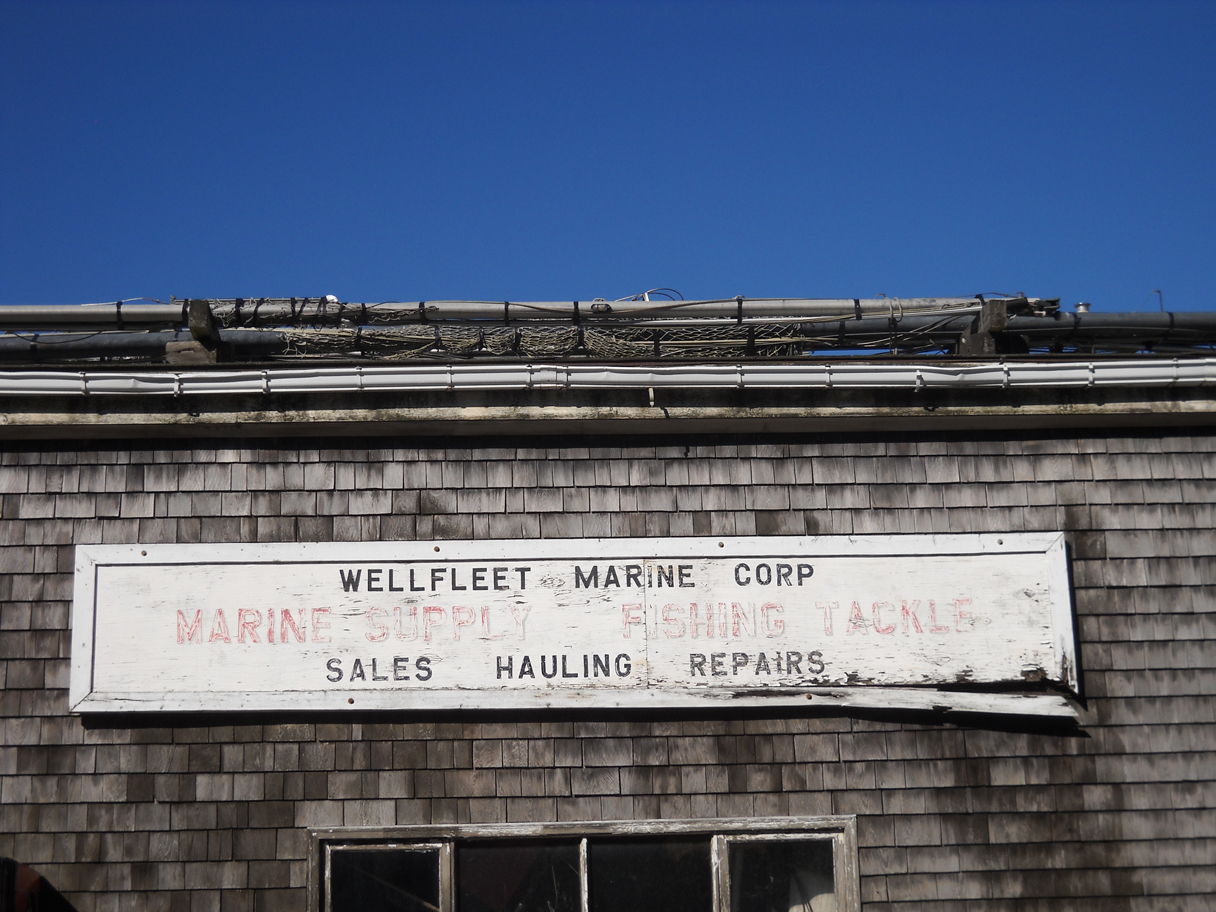 WELLFLEET MARINE CORP
MARINE SUPPLY FISHING TACKLE
SALES HAULING REPAIRS